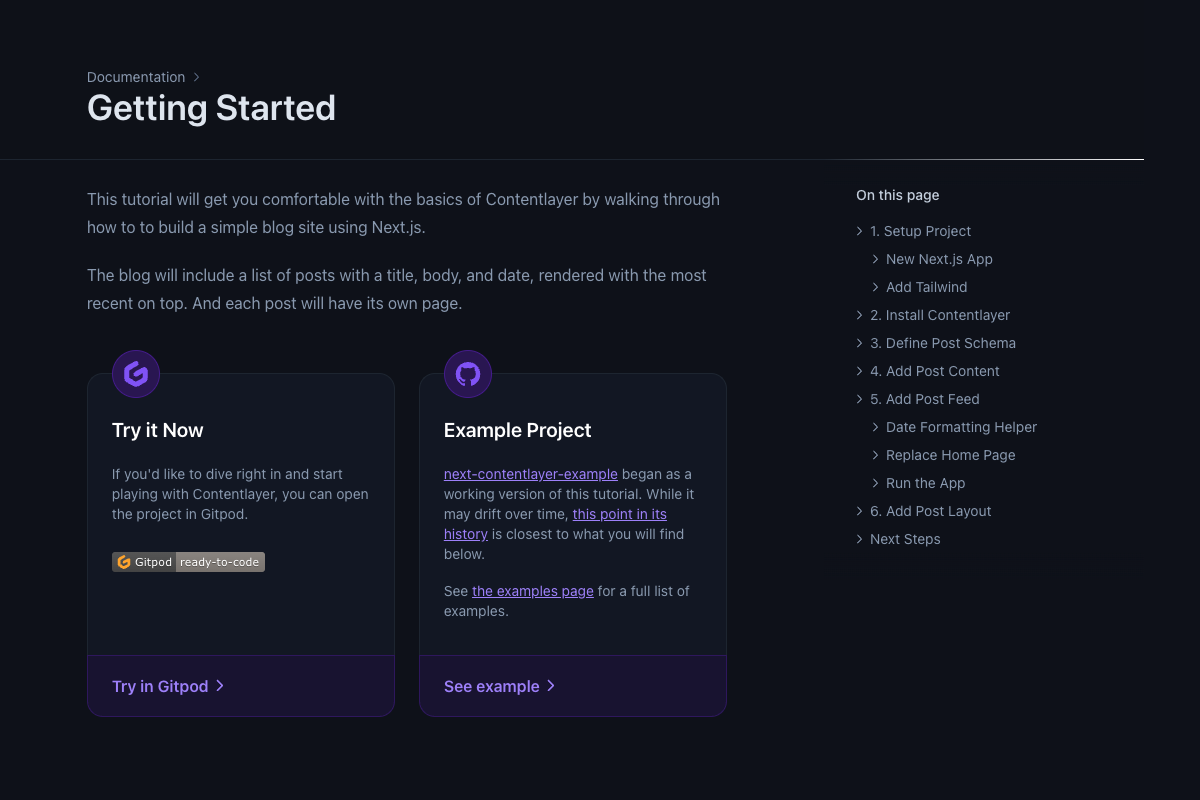 Documentation
Getting Started
This tutorial will get you comfortable with the basics of Contentlayer by walking through
how to to build a simple blog site using Next.js.
The blog will include a list of posts with a title, body, and date, rendered with the most
recent on top. And each post will have its own page.
Try it Now
If you'd like to dive right in and start
playing with Contentlayer, you can open
the project in Gitpod.
Gitpod ready-to-code
Try in Gitpod
Example Project
next-contentlayer-example began as a
working version of this tutorial. While it
may drift over time, this point in its
history is closest to what you will find
below.
See the examples page for a full list of
examples.
See example
On this page
1. Setup Project
New Next.js App
Add Tailwind
2. Install Contentlayer
3. Define Post Schema
4. Add Post Content
5. Add Post Feed
Date Formatting Helper
Replace Home Page
Run the App
6. Add Post Layout
Next Steps